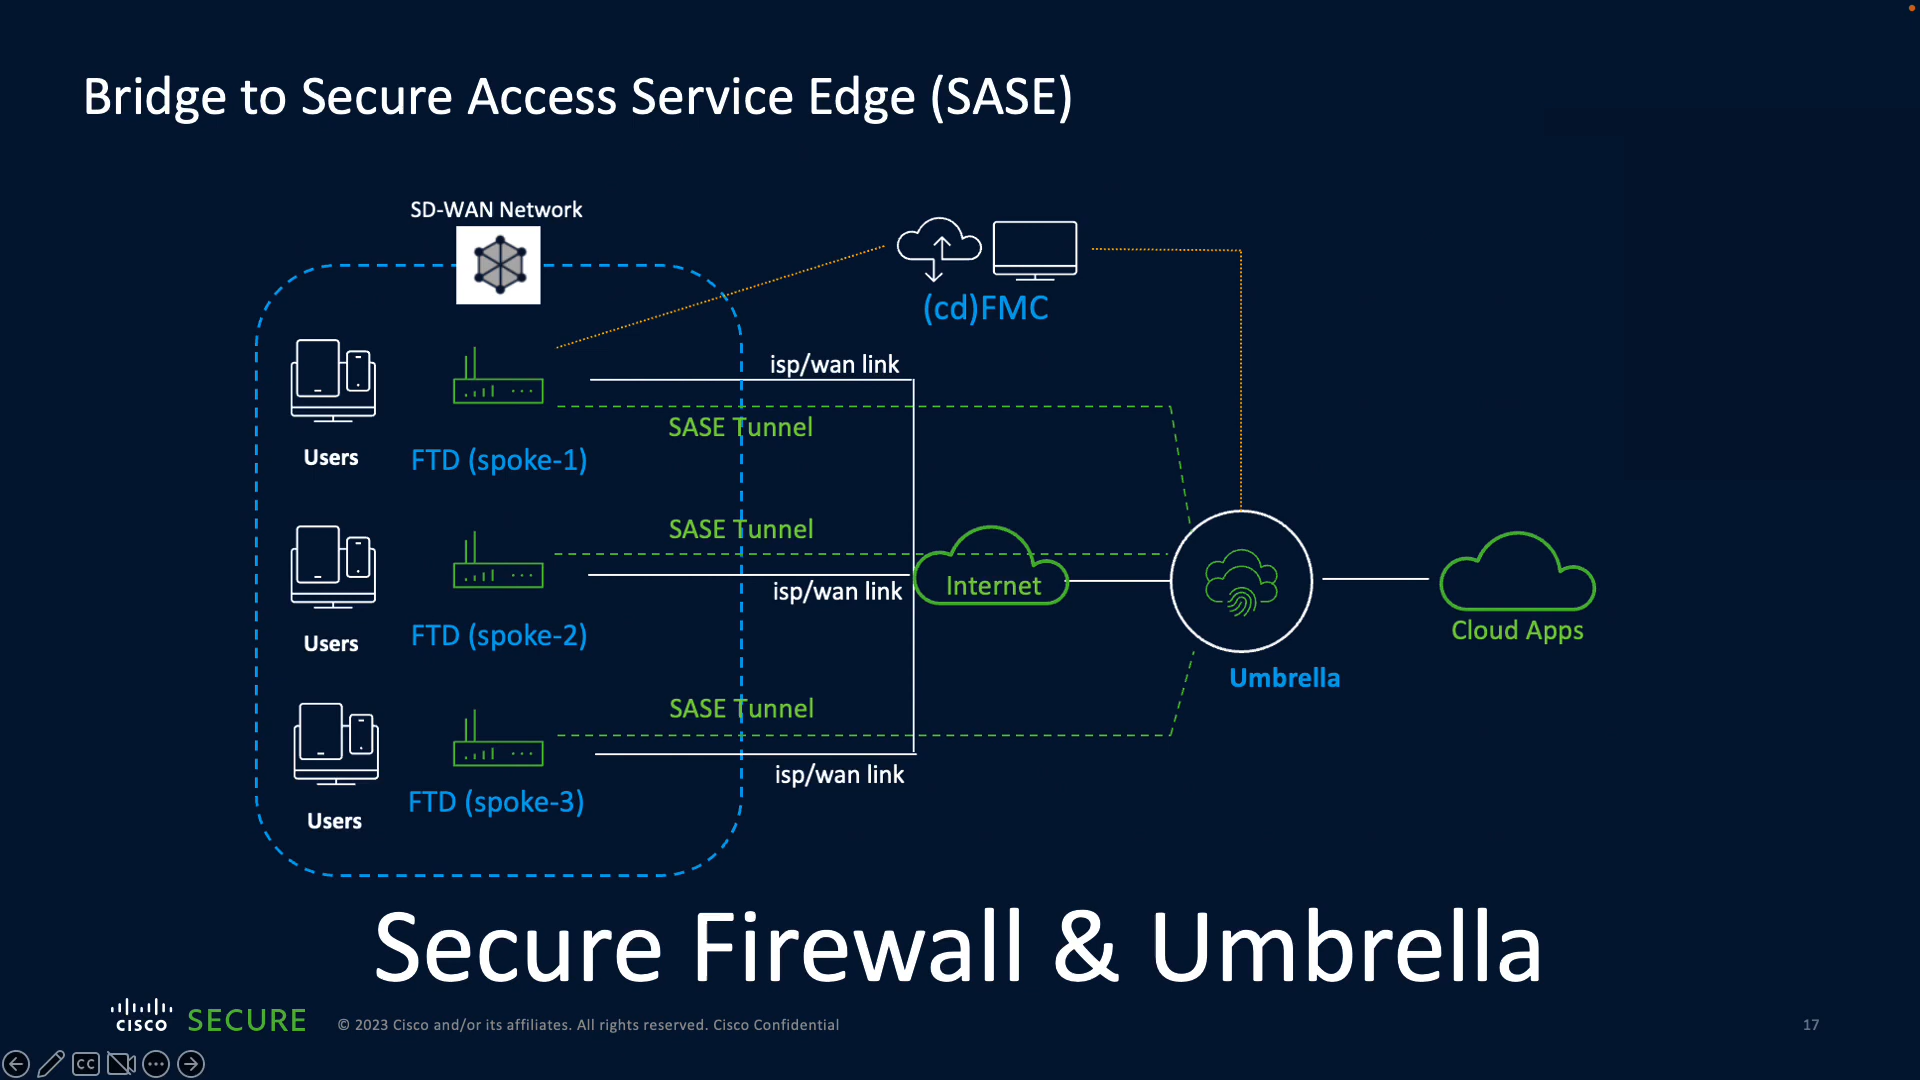 Bridge to Secure Access Service Edge (SASE)
SD-WAN Network
(cd)FMC
isp/wan link
SASE Tunnel
Users
FTD (spoke-1)
SASE Tunnel
isp/wan link
Internet
Users
FTD (spoke-2)
Cloud Apps
Umbrella
SASE Tunnel
isp/wan link
Users
FTD (spoke-3)
Secure Firewall & Umbrella
CISCO SECURE
© 2023 Cisco and/or its affiliates. All rights reserved. Cisco Confidential
17
CC